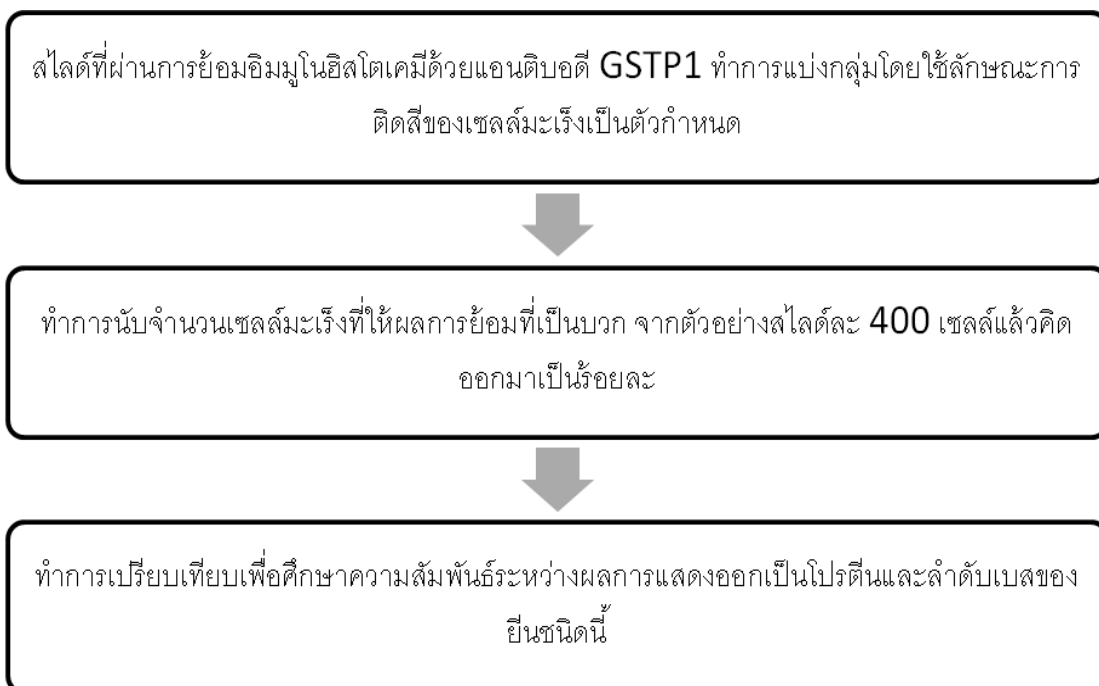 สไลด์ที่ผ่านการย้อมอิมมูโนฮิสโตเคมีด้วยแอนติบอดี GSTP1 ทำการแบ่งกลุ่มโดยใช้ลักษณะการ
ติดสีของเซลล์มะเร็งเป็นตัวกำหนด
ทำการนับจำนวนเซลล์มะเร็งที่ให้ผลการย้อมที่เป็นบวก จากตัวอย่างสไลด์ละ 400 เซลล์แล้วคิด
ออกมาเป็นร้อยละ
ทำการเปรียบเทียบเพื่อศึกษาความสัมพันธ์ระหว่างผลการแสดงออกเป็นโปรตีนและลำดับเบสของ
ยีนชนิดนี้